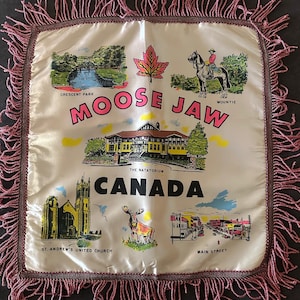 CRESCENT PARK
MOUNTIE
MOOSE JAW
THE NATATORIUM
CANADA
ST. ANDREW'S UNITED CHURCH
MAIN STREET